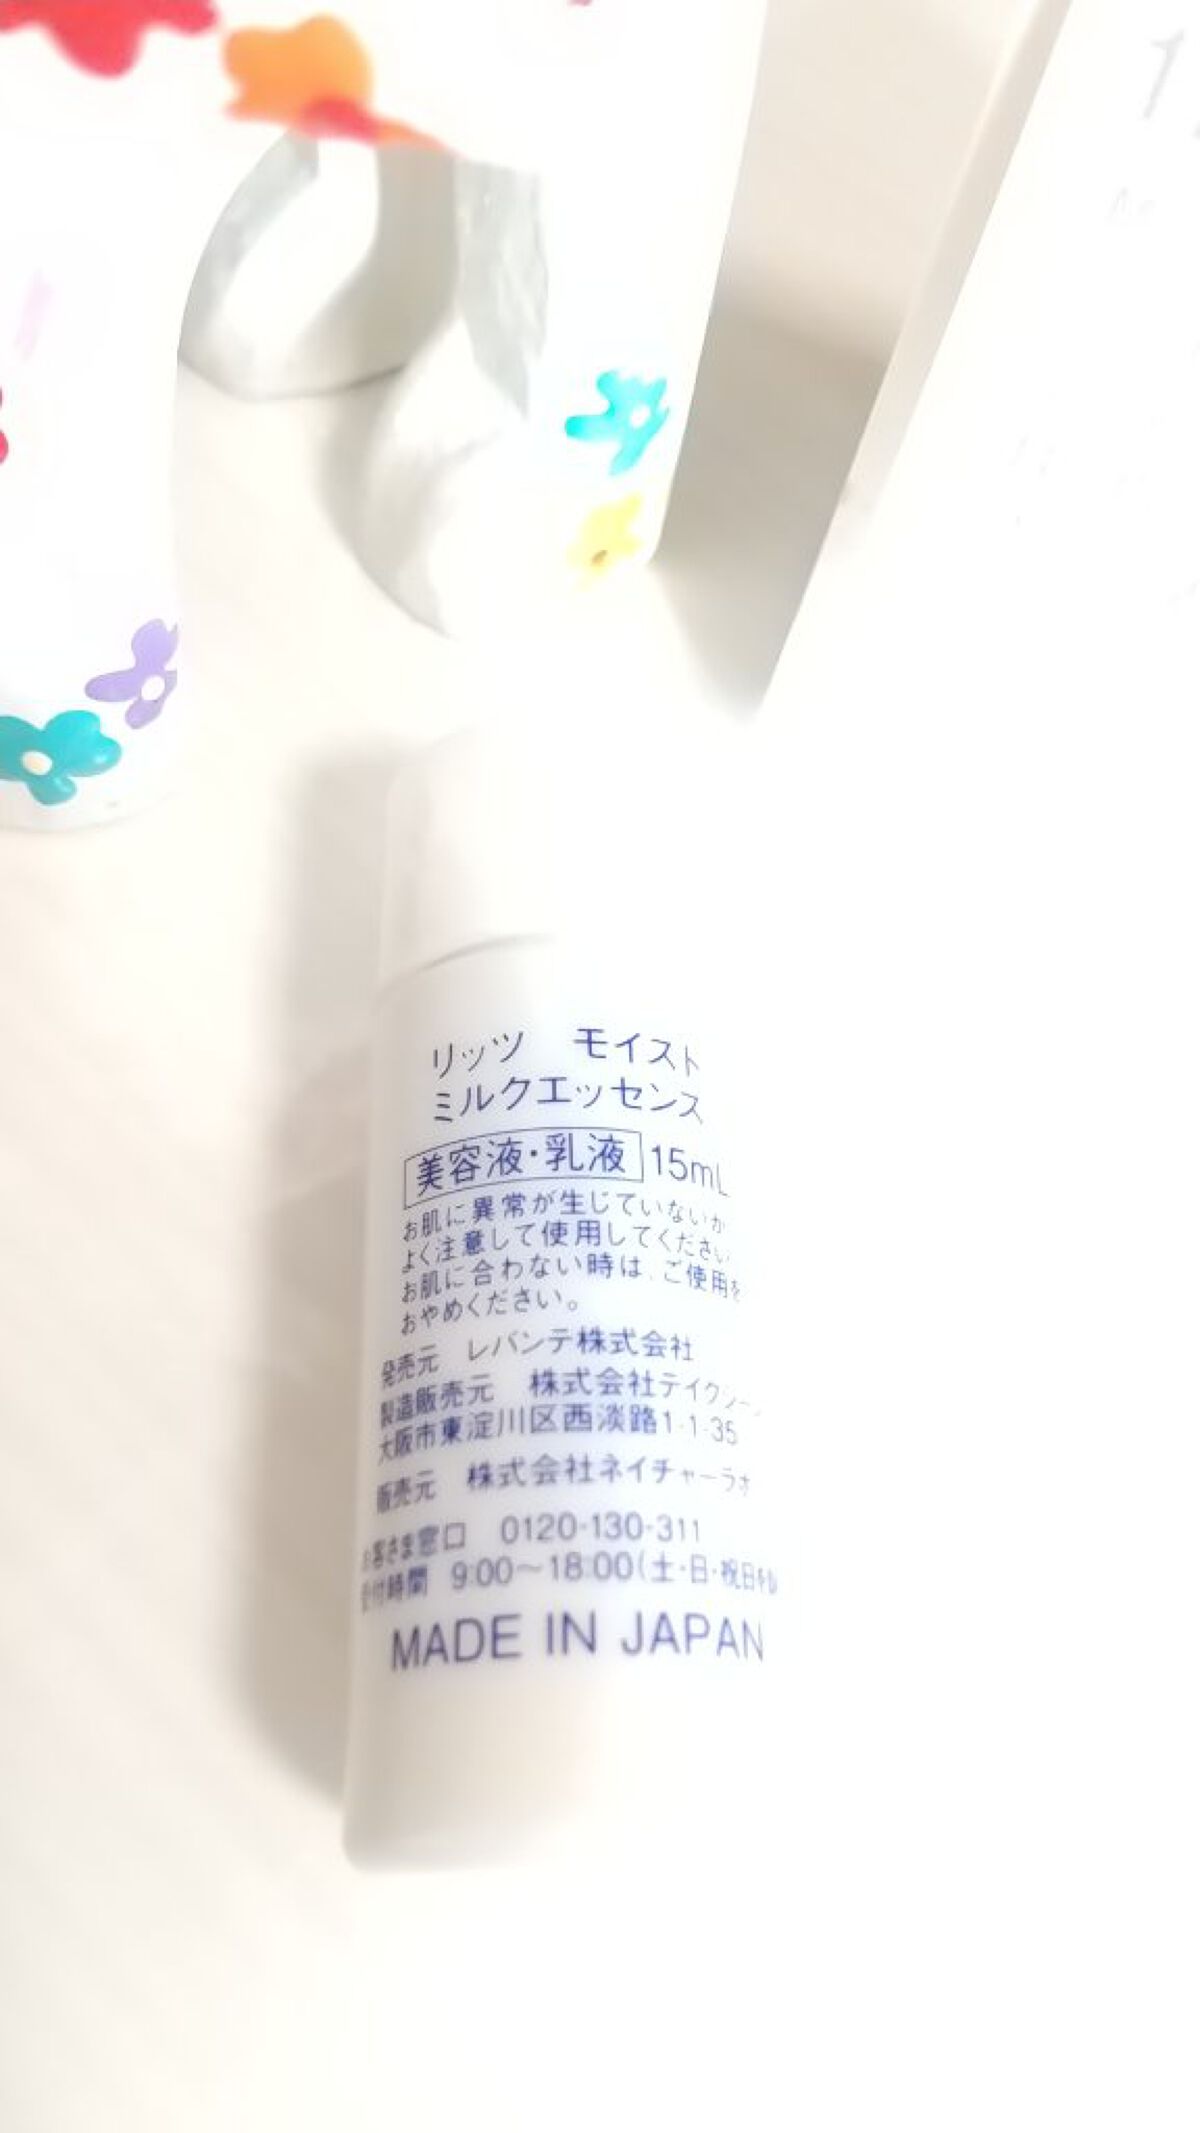 リッツ モイスト
ミルクエッセンス
美容液・乳液 15mL
お肌に異常が生じていないか
よく注意して使用してください
お肌に合わない時は、ご使用を
おやめください。
発売元 レバンテ株式会社
製造販売元 株式会社テイクシー
大阪市東淀川区西淡路1-1-35
販売元 株式会社ネイチャーラボ
お客さま窓口 0120-130-311
受付時間 9:00～18:00(土・日・祝日を
MADE IN JAPAN